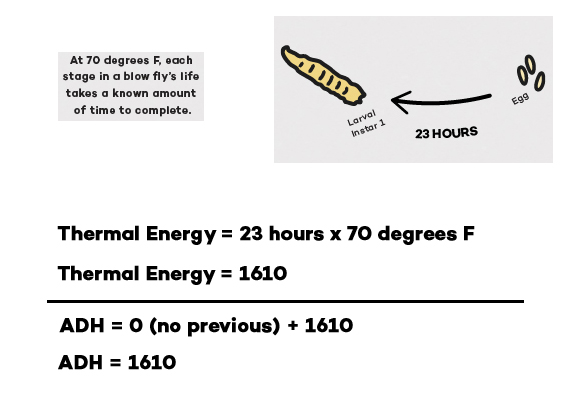 At 70 degrees F, each
stage in a blow fly's life
takes a known amount
of time to complete.
Larval
Instar 1
Egg
23 HOURS
Thermal Energy = 23 hours x 70 degrees F
Thermal Energy = 1610
ADH = 0 (no previous) + 1610
ADH = 1610